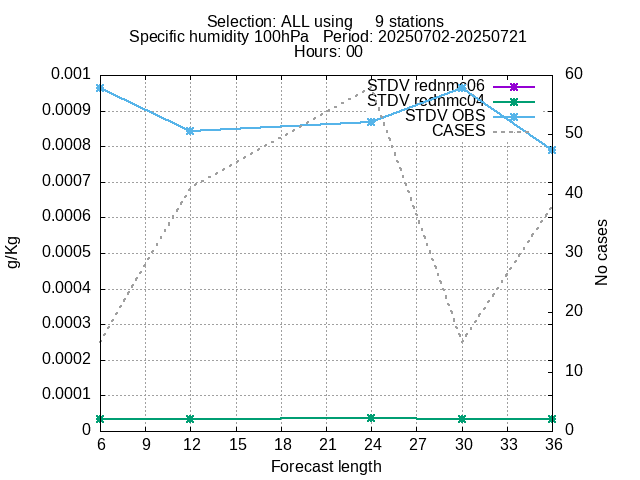 Selection: ALL using     9 stations
Specific humidity 100hPa   Period: 20250702-20250721
Hours: 00
0.001
0.0009
0.0008
0.0007
0.0006
0.0005
0.0004
0.0003
0.0002
0.0001
0
60
50
40
30
20
10
0
STDV rednmc06
STDV rednmc04
STDV OBS
CASES
g/Kg
No cases
6 9 12 15 18 21 24 27 30 33 36
Forecast length